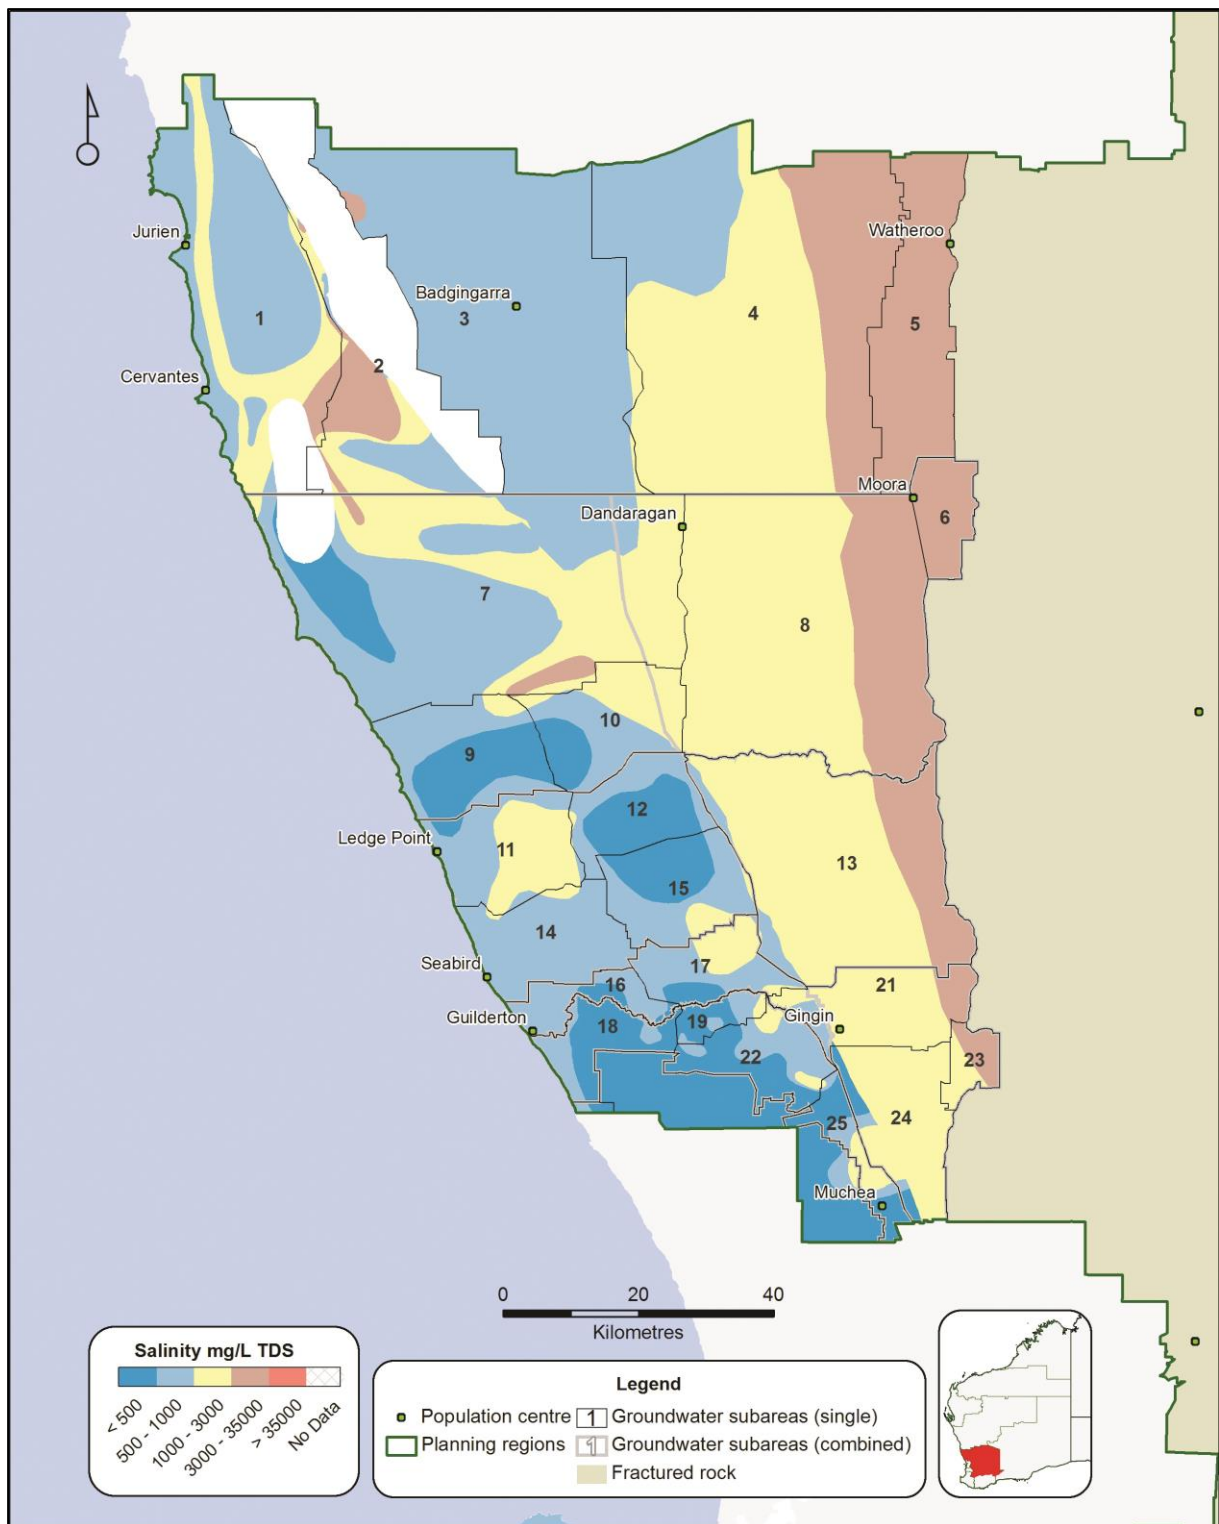 Jurien
Watheroo
Badgingarra
1
3
4
5
2
Cervantes
Moora
6
Dandaragan
7
8
10
9
12
Ledge Point
11
13
15
14
17
Seabird
16
21
Guilderton
18
19
Gingin
22
23
24
25
Muchea
0 20 40
Kilometres
Salinity mg/L TDS
< 500
500 - 1000
1000 - 3000
3000 - 35000
> 35000
No Data
Legend
Population centre
1 Groundwater subareas (single)
Planning regions
1 Groundwater subareas (combined)
Fractured rock